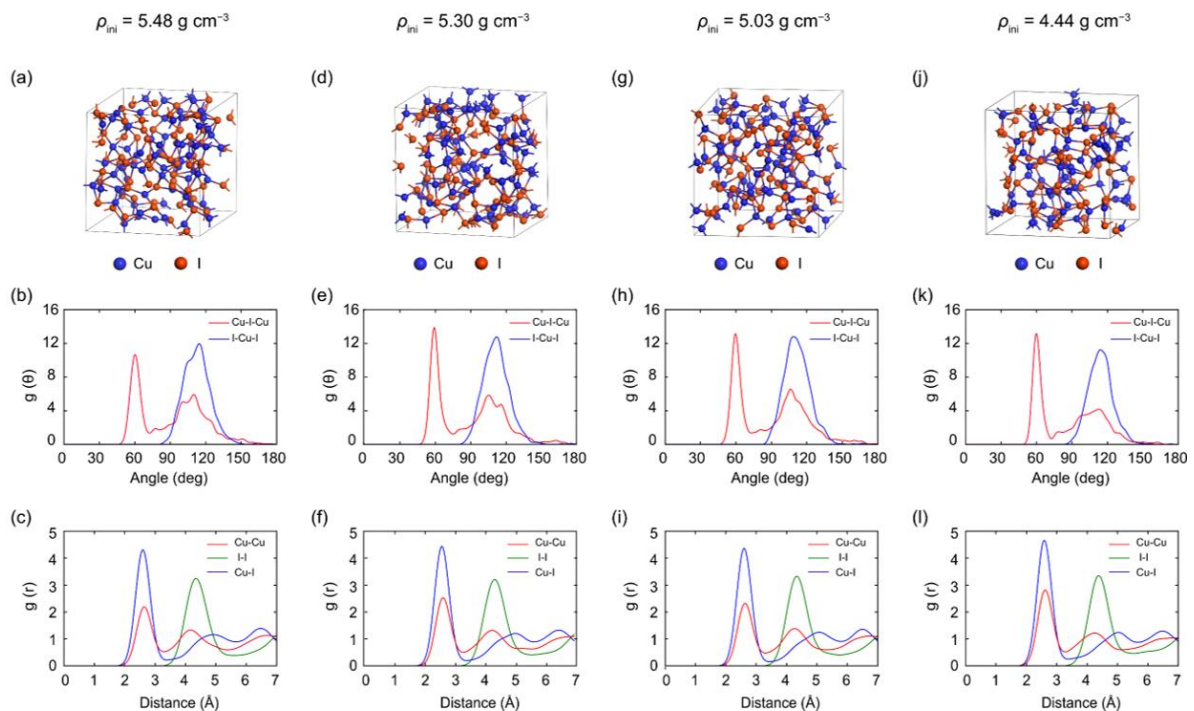 ρini = 5.48 g cm⁻³
ρini = 5.30 g cm⁻³
ρini = 5.03 g cm⁻³
ρini = 4.44 g cm⁻³
(a)
(d)
(g)
(j)
Cu I
Cu I
Cu I
Cu I
(b)
16
12
8
4
0
g (θ)
Cu-I-Cu
I-Cu-I
0 30 60 90 120 150 180
Angle (deg)
(e)
16
12
8
4
0
g (θ)
Cu-I-Cu
I-Cu-I
0 30 60 90 120 150 180
Angle (deg)
(h)
16
12
8
4
0
g (θ)
Cu-I-Cu
I-Cu-I
0 30 60 90 120 150 180
Angle (deg)
(k)
16
12
8
4
0
g (θ)
Cu-I-Cu
I-Cu-I
0 30 60 90 120 150 180
Angle (deg)
(c)
5
4
3
2
1
0
g (r)
Cu-Cu
I-I
Cu-I
0 1 2 3 4 5 6 7
Distance (Å)
(f)
5
4
3
2
1
0
g (r)
Cu-Cu
I-I
Cu-I
0 1 2 3 4 5 6 7
Distance (Å)
(i)
5
4
3
2
1
0
g (r)
Cu-Cu
I-I
Cu-I
0 1 2 3 4 5 6 7
Distance (Å)
(l)
5
4
3
2
1
0
g (r)
Cu-Cu
I-I
Cu-I
0 1 2 3 4 5 6 7
Distance (Å)